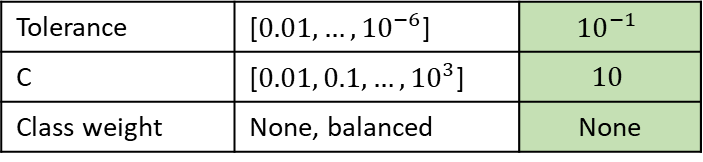 Tolerance [0.01, … , 10⁻⁶] 10⁻¹
C [0.01, 0.1, … , 10³] 10
Class weight None, balanced None